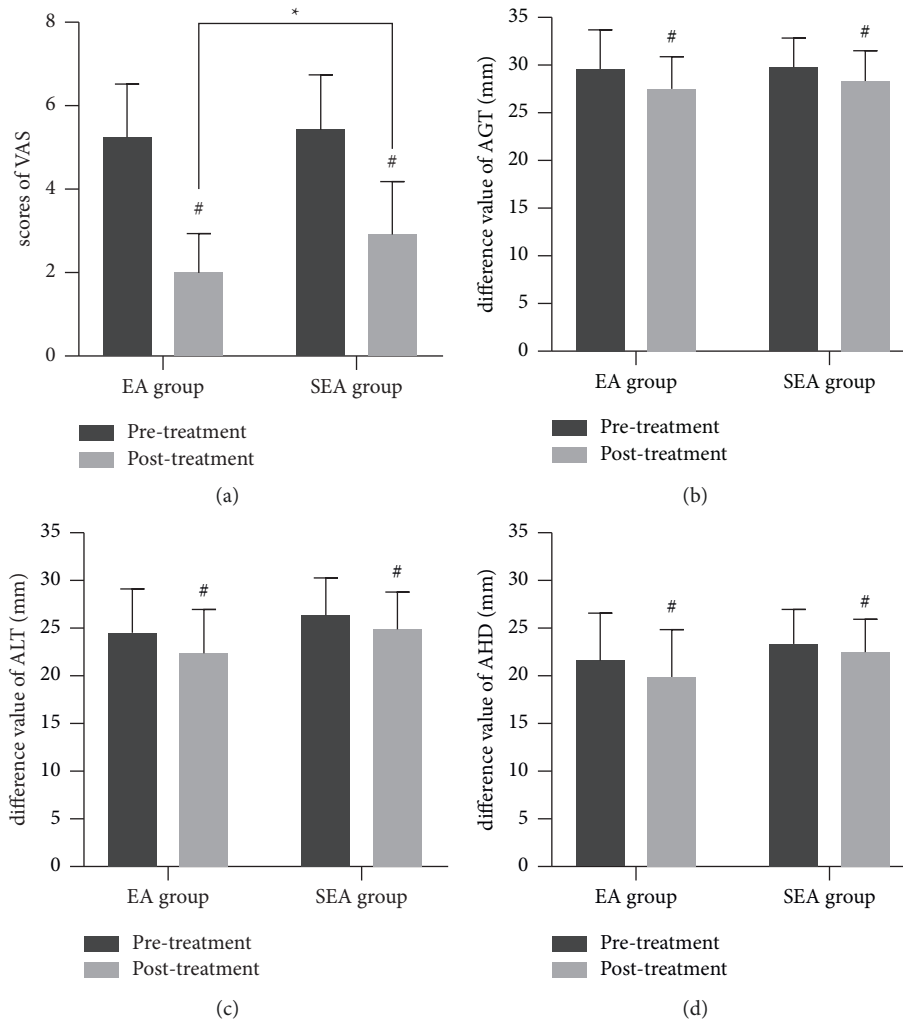 *
8
6
4
2
0
scores of VAS
#
#
EA group
SEA group
Pre-treatment
Post-treatment
(a)
35
30
25
20
15
10
5
0
difference value of AGT (mm)
#
#
EA group
SEA group
Pre-treatment
Post-treatment
(b)
35
30
25
20
15
10
5
0
difference value of ALT (mm)
#
#
EA group
SEA group
Pre-treatment
Post-treatment
(c)
35
30
25
20
15
10
5
0
difference value of AHD (mm)
#
#
EA group
SEA group
Pre-treatment
Post-treatment
(d)